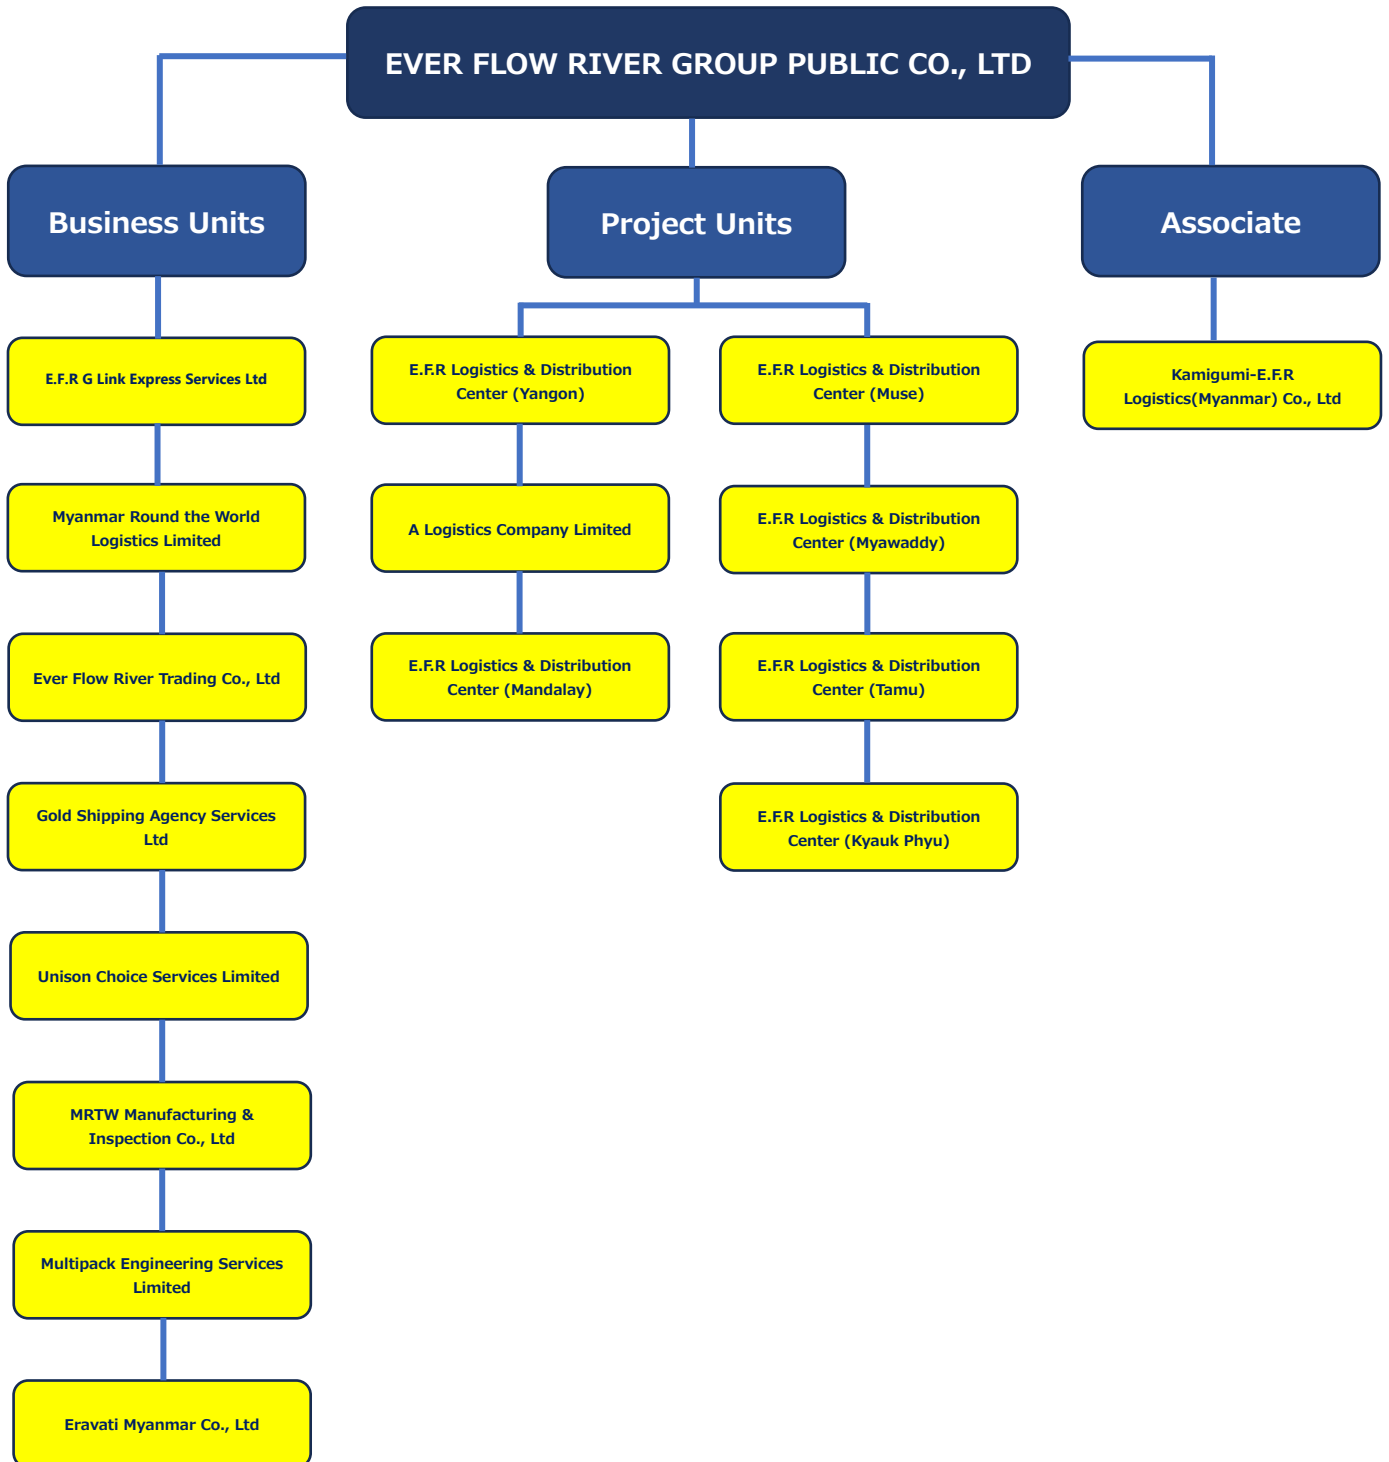 EVER FLOW RIVER GROUP PUBLIC CO., LTD
Business Units
Project Units
Associate
E.F.R G Link Express Services Ltd
Myanmar Round the World
Logistics Limited
Ever Flow River Trading Co., Ltd
Gold Shipping Agency Services
Ltd
Unison Choice Services Limited
MRTW Manufacturing &
Inspection Co., Ltd
Multipack Engineering Services
Limited
Eravati Myanmar Co., Ltd
E.F.R Logistics & Distribution
Center (Yangon)
A Logistics Company Limited
E.F.R Logistics & Distribution
Center (Mandalay)
E.F.R Logistics & Distribution
Center (Muse)
E.F.R Logistics & Distribution
Center (Myawaddy)
E.F.R Logistics & Distribution
Center (Tamu)
E.F.R Logistics & Distribution
Center (Kyauk Phyu)
Kamigumi-E.F.R
Logistics(Myanmar) Co., Ltd